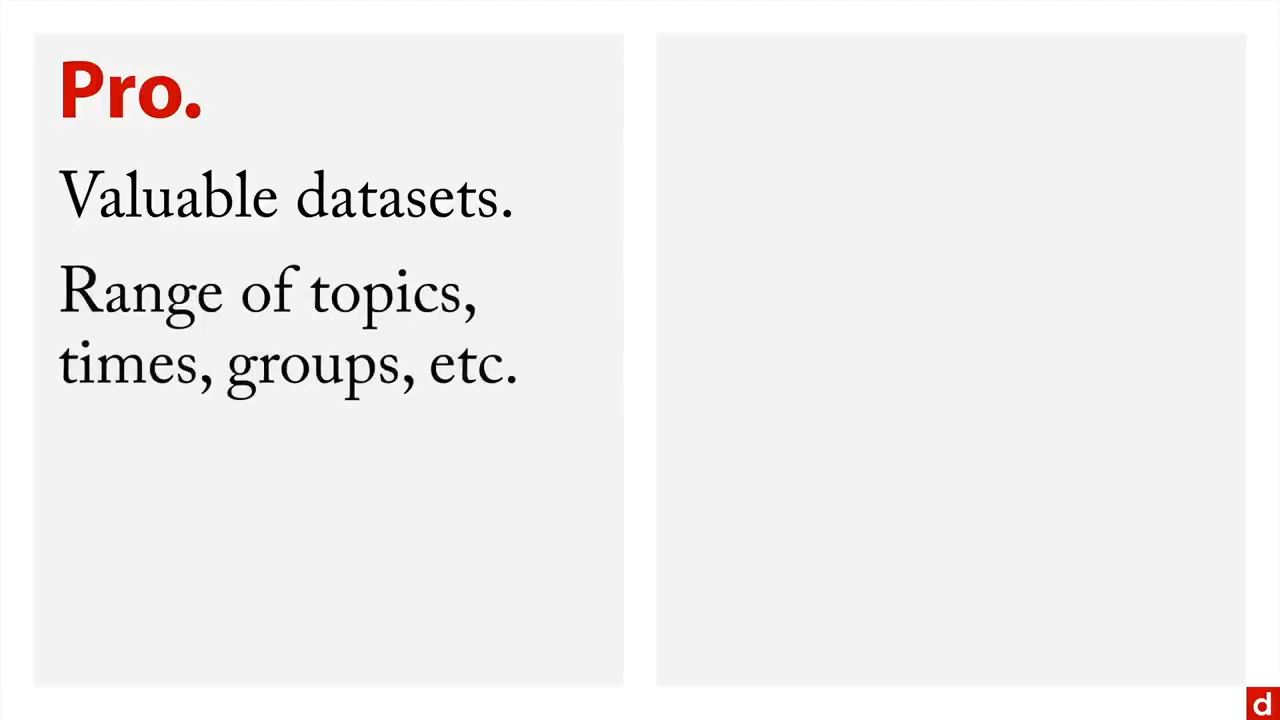 Pro.
Valuable datasets.
Range of topics,
times, groups, etc.
d